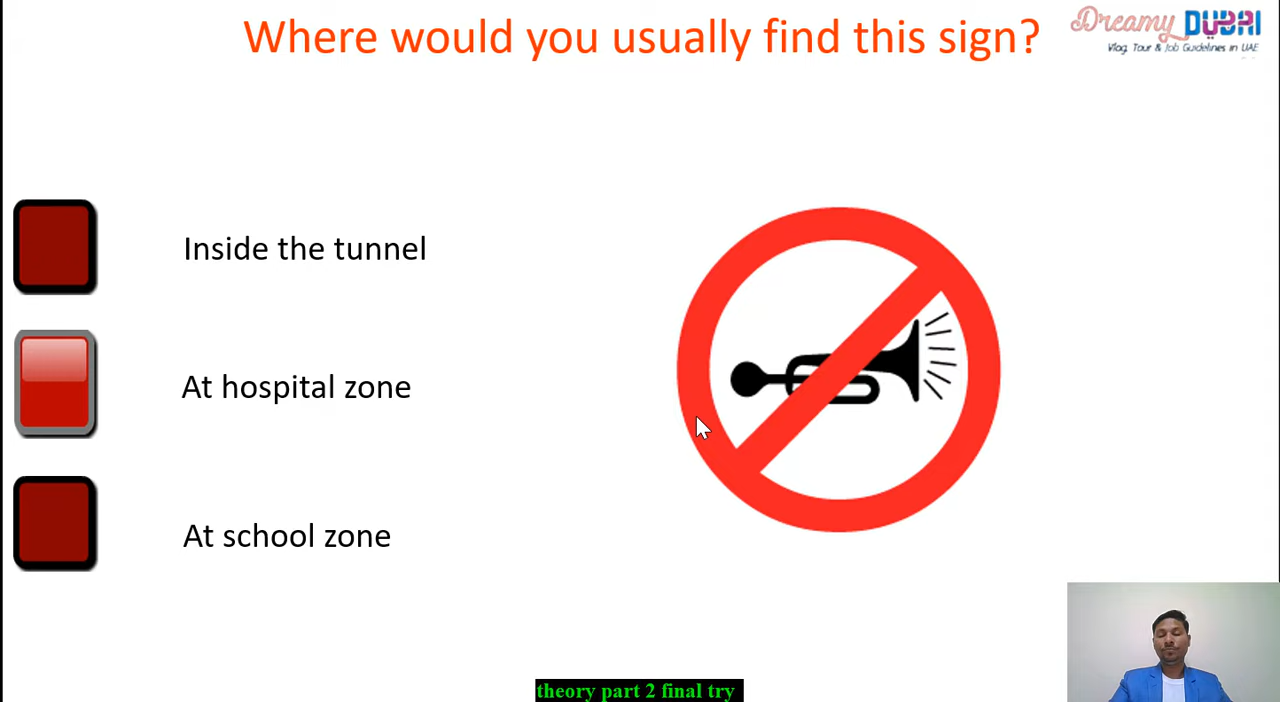 Where would you usually find this sign?
Dreamy DUBAI
Vlog, Tour & Job Guidelines in UAE
Inside the tunnel
At hospital zone
At school zone
theory part 2 final try